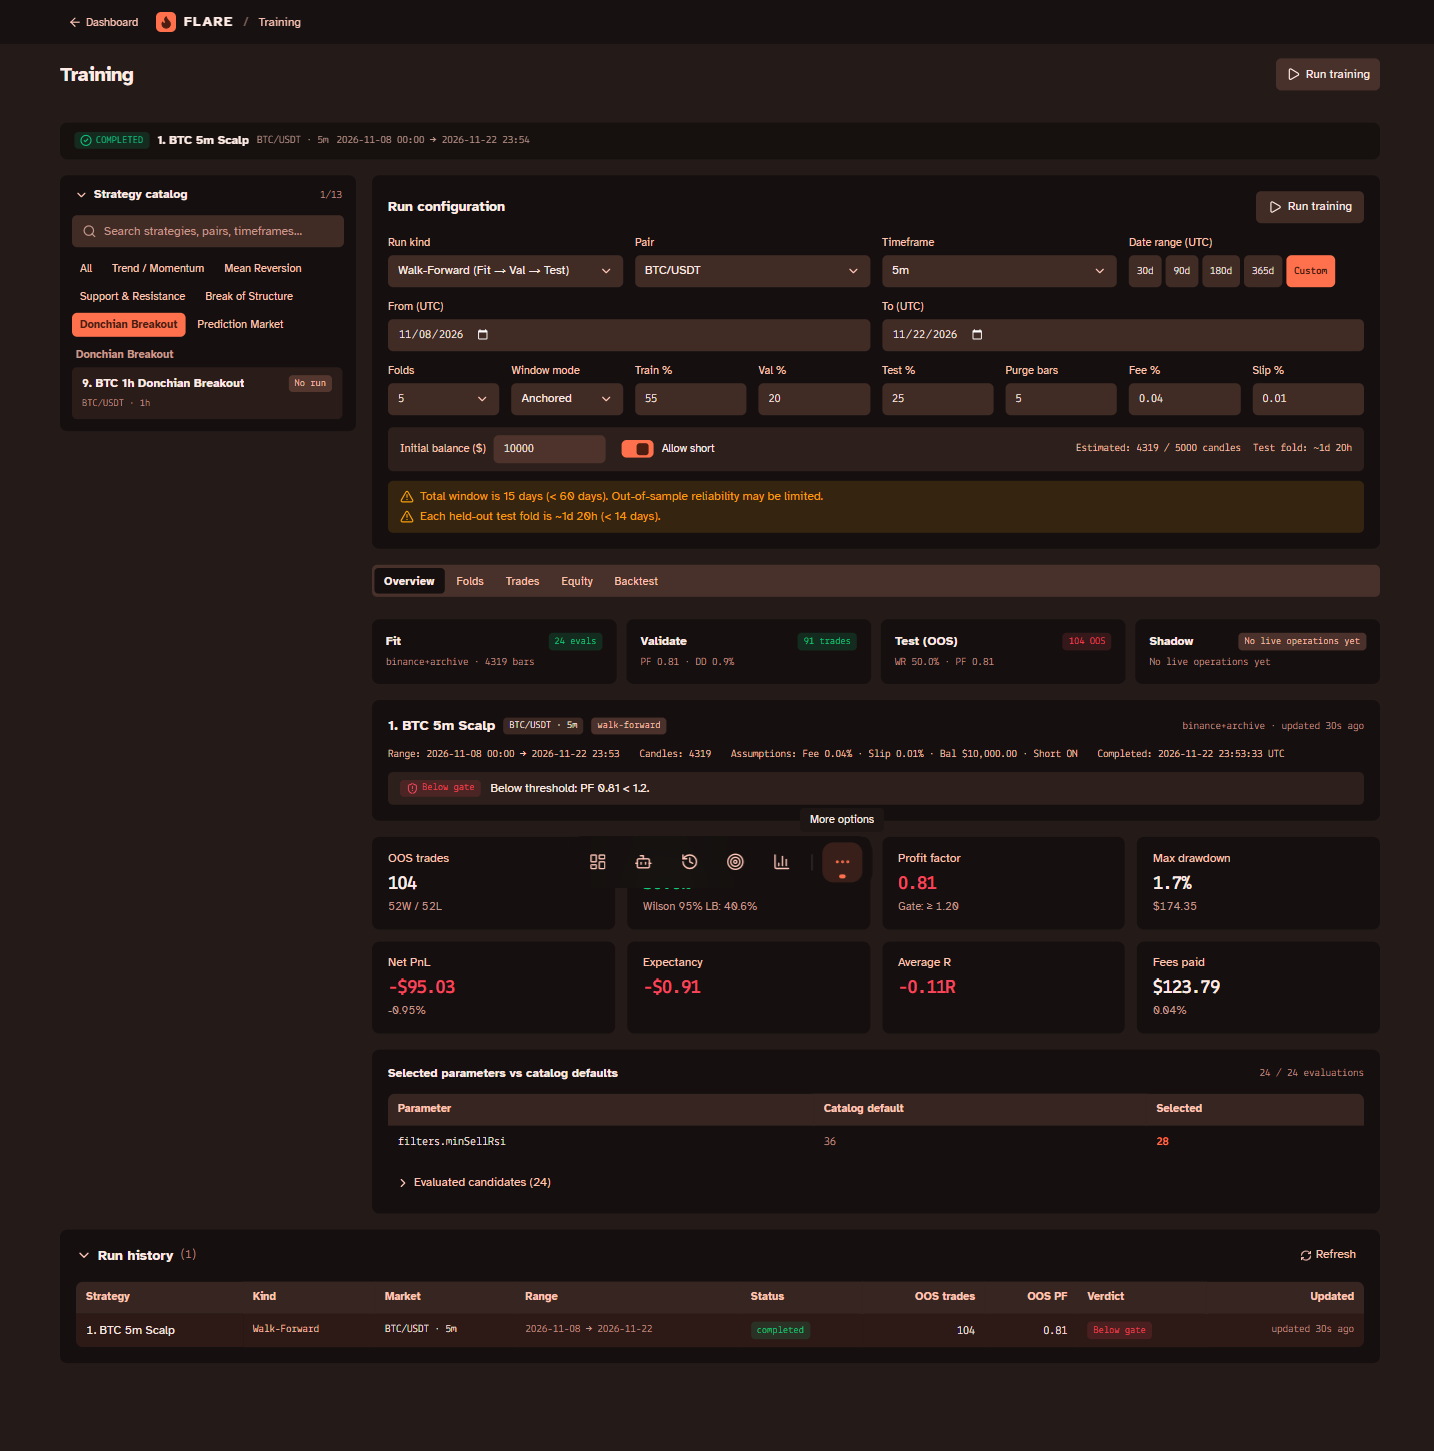 Dashboard FLARE / Training
Training
Run training
COMPLETED 1. BTC 5m Scalp BTC/USDT · 5m 2026-11-08 00:00 → 2026-11-22 23:54
Strategy catalog 1/13
Search strategies, pairs, timeframes...
All Trend / Momentum Mean Reversion
Support & Resistance Break of Structure
Donchian Breakout Prediction Market
Donchian Breakout
9. BTC 1h Donchian Breakout No run
BTC/USDT · 1h
Run configuration Run training
Run kind Pair Timeframe Date range (UTC)
Walk-Forward (Fit → Val → Test) BTC/USDT 5m 30d 90d 180d 365d Custom
From (UTC) To (UTC)
11/08/2026 11/22/2026
Folds Window mode Train % Val % Test % Purge bars Fee % Slip %
5 Anchored 55 20 25 5 0.04 0.01
Initial balance ($) 10000 Allow short Estimated: 4319 / 5000 candles Test fold: ~1d 20h
Total window is 15 days (< 60 days). Out-of-sample reliability may be limited.
Each held-out test fold is ~1d 20h (< 14 days).
Overview Folds Trades Equity Backtest
Fit 24 evals Validate 91 trades Test (OOS) 104 OOS Shadow No live operations yet
binance+archive · 4319 bars PF 0.81 · DD 0.9% WR 50.0% · PF 0.81 No live operations yet
1. BTC 5m Scalp BTC/USDT · 5m walk-forward binance+archive · updated 30s ago
Range: 2026-11-08 00:00 → 2026-11-22 23:53 Candles: 4319 Assumptions: Fee 0.04% · Slip 0.01% · Bal $10,000.00 · Short ON Completed: 2026-11-22 23:53:33 UTC
Below gate Below threshold: PF 0.81 < 1.2.
More options
OOS trades Profit factor Max drawdown
104 0.81 1.7%
52W / 52L Wilson 95% LB: 40.6% Gate: ≥ 1.20 $174.35
Net PnL Expectancy Average R Fees paid
-$95.03 -$0.91 -0.11R $123.79
-0.95% 0.04%
Selected parameters vs catalog defaults 24 / 24 evaluations
Parameter Catalog default Selected
filters.minSellRsi 36 28
Evaluated candidates (24)
Run history (1) Refresh
Strategy Kind Market Range Status OOS trades OOS PF Verdict Updated
1. BTC 5m Scalp Walk-Forward BTC/USDT · 5m 2026-11-08 → 2026-11-22 completed 104 0.81 Below gate updated 30s ago